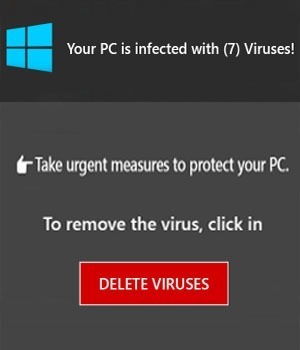 Your PC is infected with (7) Viruses!
Take urgent measures to protect your PC.
To remove the virus, click in
DELETE VIRUSES